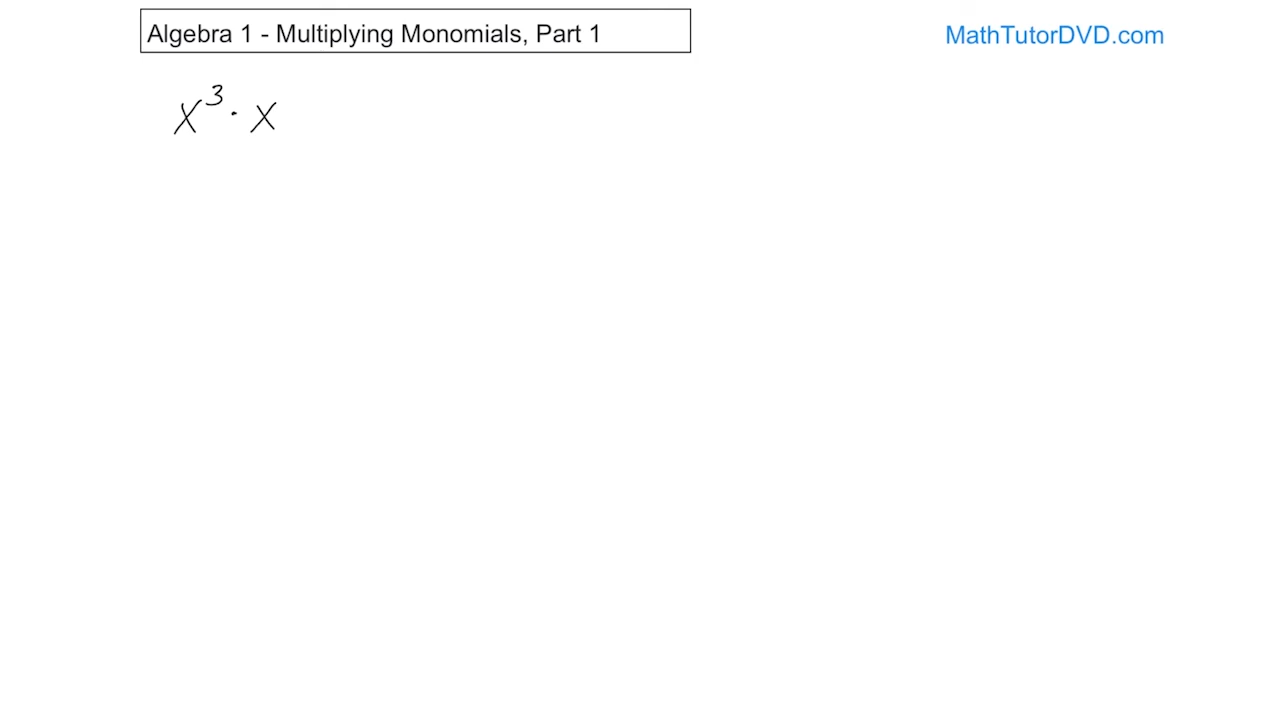 Algebra 1 - Multiplying Monomials, Part 1
MathTutorDVD.com
x³ · x